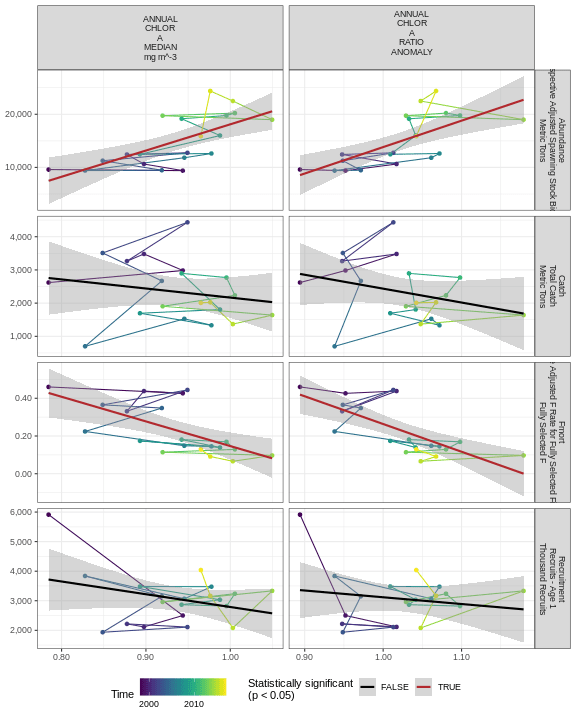 ANNUAL
CHLOR
A
MEDIAN
mg m^-3
ANNUAL
CHLOR
A
RATIO
ANOMALY
20,000
10,000
Abundance
Adjusted Spawning Stock
Metric Tons
4,000
3,000
2,000
1,000
Catch
Total Catch
Metric Tons
0.40
0.20
0.00
Fmort
Adjusted F Rate for Fully Selected F
Fully Selected F
6,000
5,000
4,000
3,000
2,000
Recruitment
Recruits - Age 1
Thousand Recruits
0.80 0.90 1.00
0.90 1.00 1.10
Time
2000 2010
Statistically significant
(p < 0.05)
FALSE TRUE